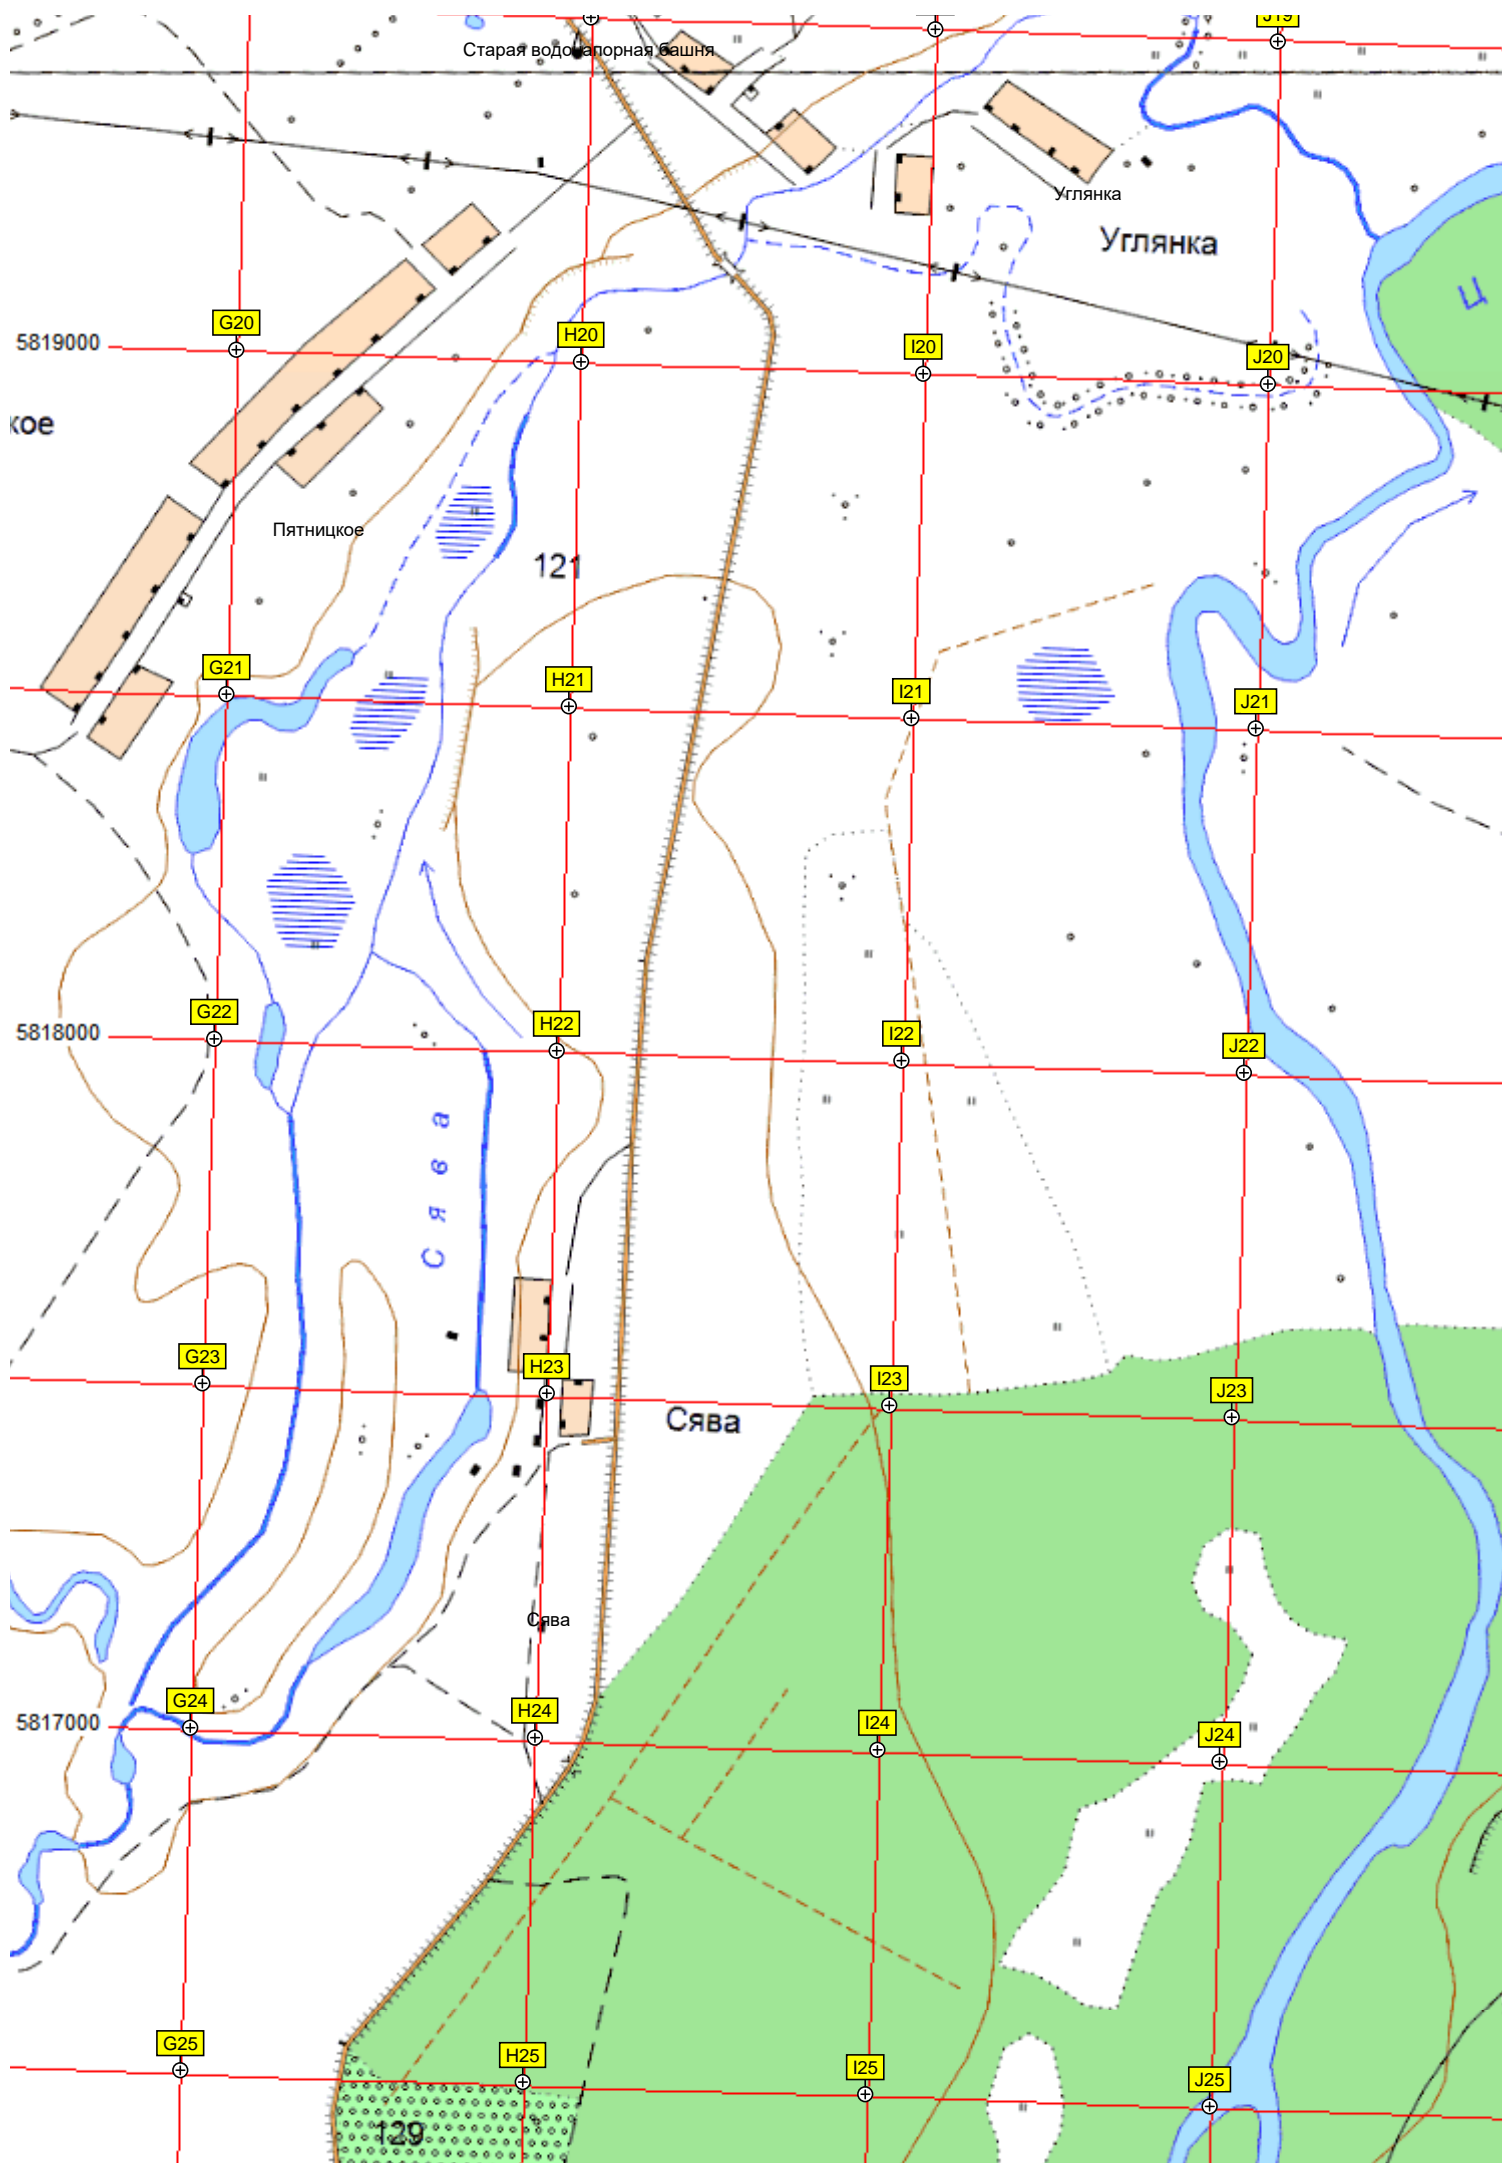 J19
Старая водонапорная башня
Углянка
Углянка
Ц
G20
H20
I20
J20
5819000
кое
Пятницкое
121
G21
H21
I21
J21
G22
H22
I22
J22
5818000
Сява
G23
H23
I23
J23
Сява
Сява
G24
H24
I24
J24
5817000
G25
H25
I25
J25
129